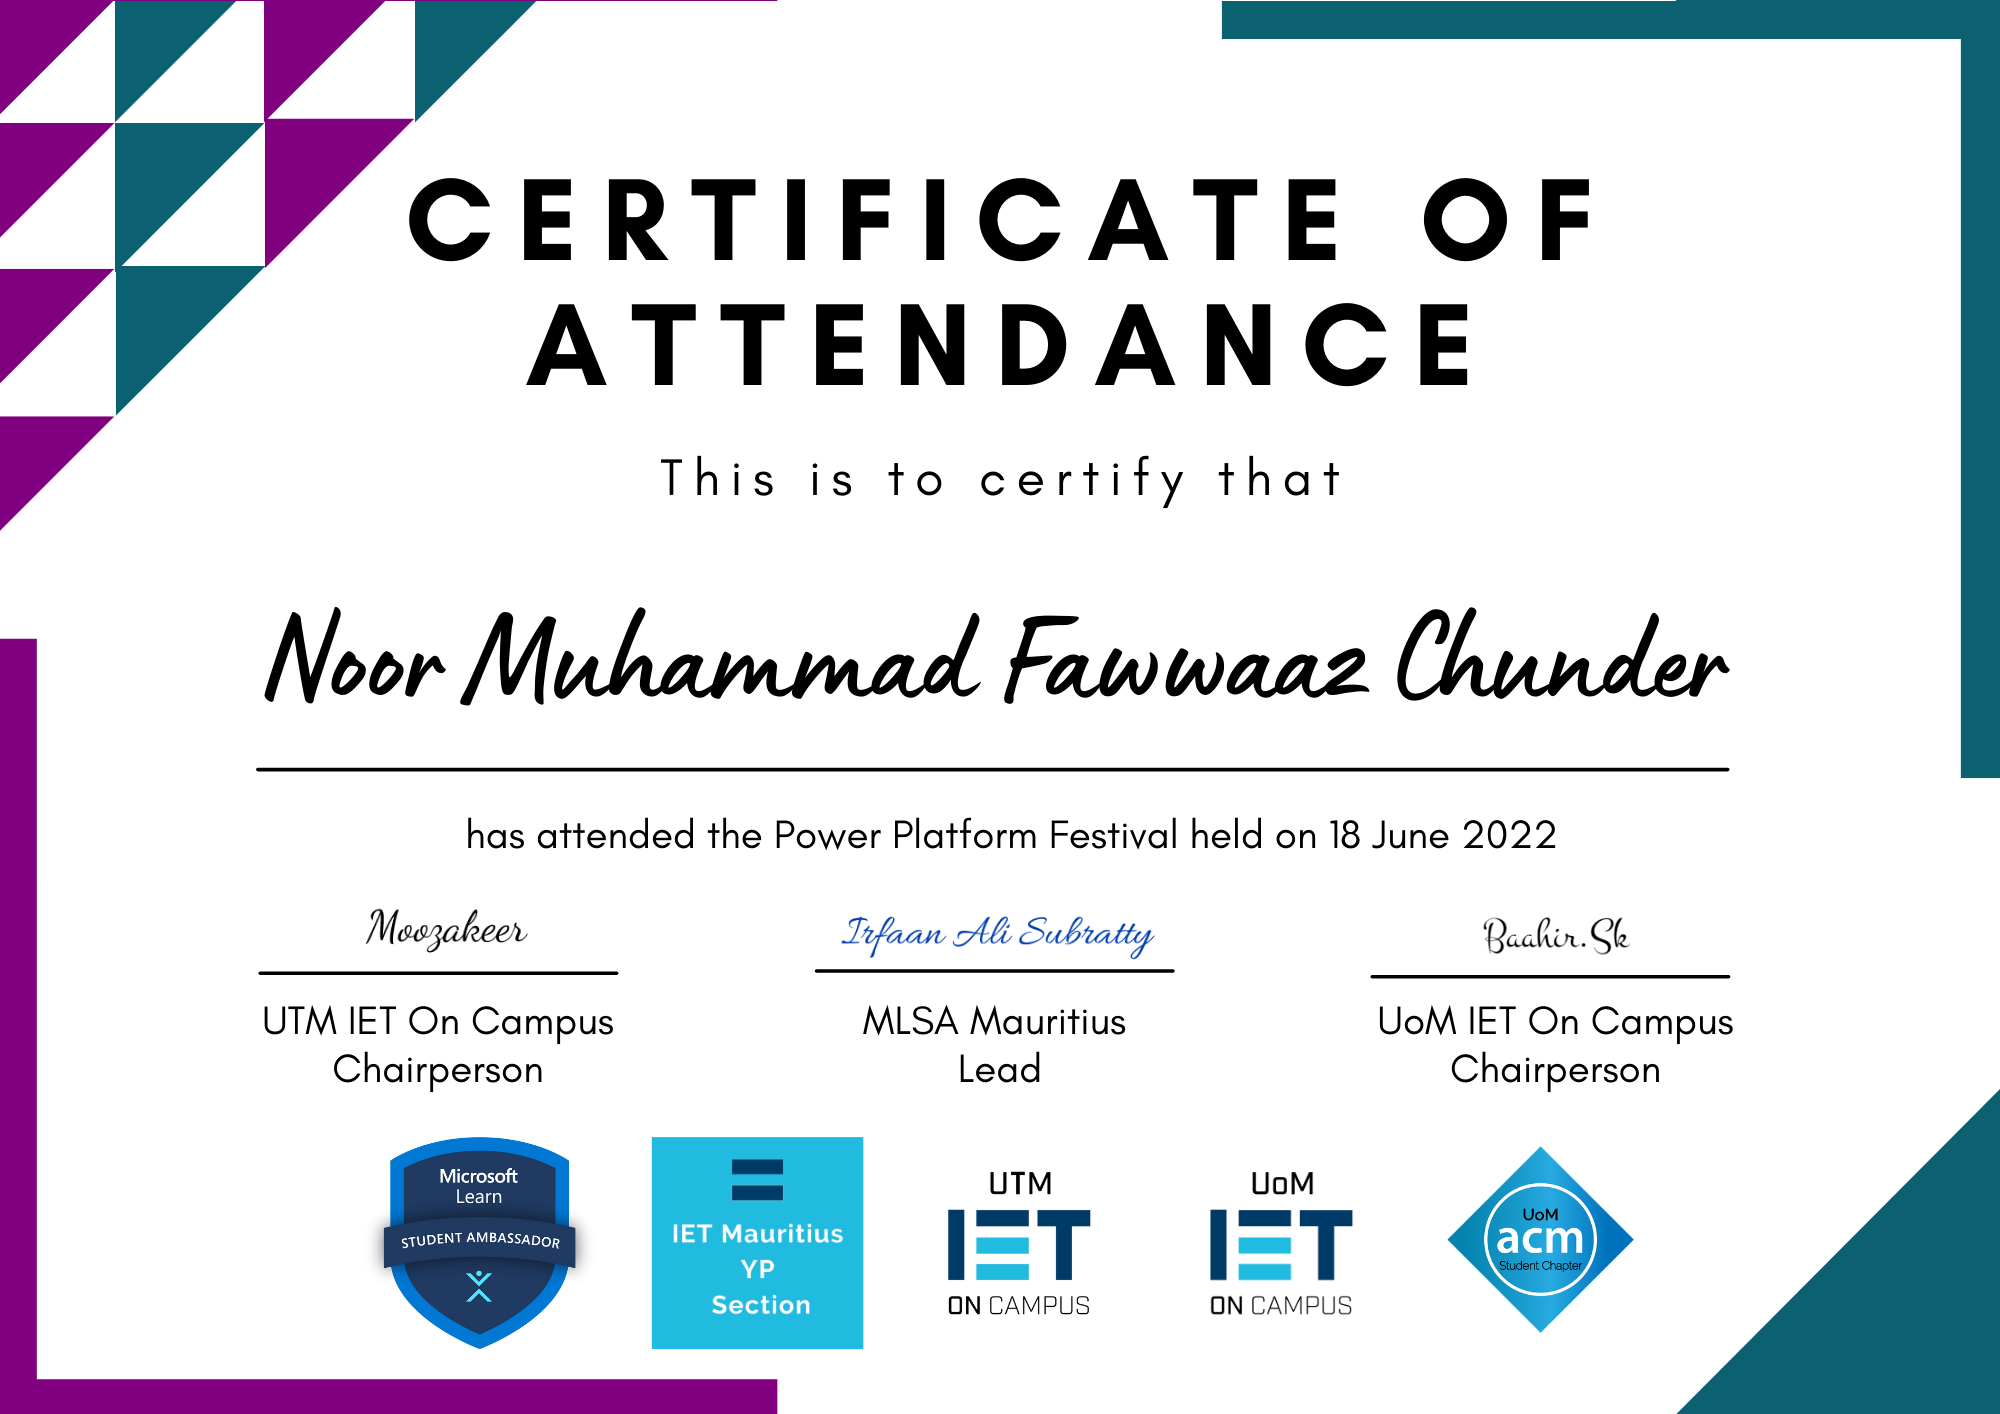 CERTIFICATE OF
ATTENDANCE
This is to certify that
Noor Muhammad Fawwaaz Chunder
has attended the Power Platform Festival held on 18 June 2022
Moozakeer
UTM IET On Campus
Chairperson
Irfaan Ali Subratty
MLSA Mauritius
Lead
Baahir.Sk
UoM IET On Campus
Chairperson
Microsoft
Learn
STUDENT AMBASSADOR
IET Mauritius
YP
Section
UTM
IET
ON CAMPUS
UoM
IET
ON CAMPUS
UoM
acm
Student Chapter